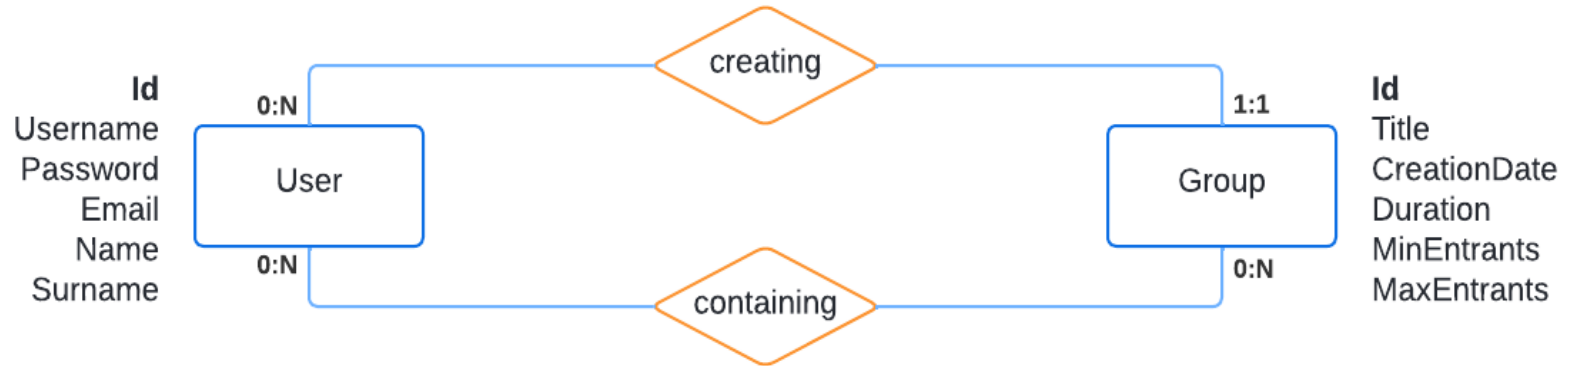 creating
Id
Username
Password
Email
Name
Surname
0:N
User
0:N
1:1
Group
0:N
Id
Title
CreationDate
Duration
MinEntrants
MaxEntrants
containing